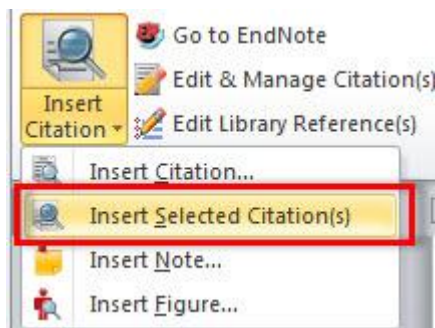 Go to EndNote
Edit & Manage Citation(s)
Insert
Citation
Edit Library Reference(s)
Insert Citation...
Insert Selected Citation(s)
Insert Note...
Insert Figure...